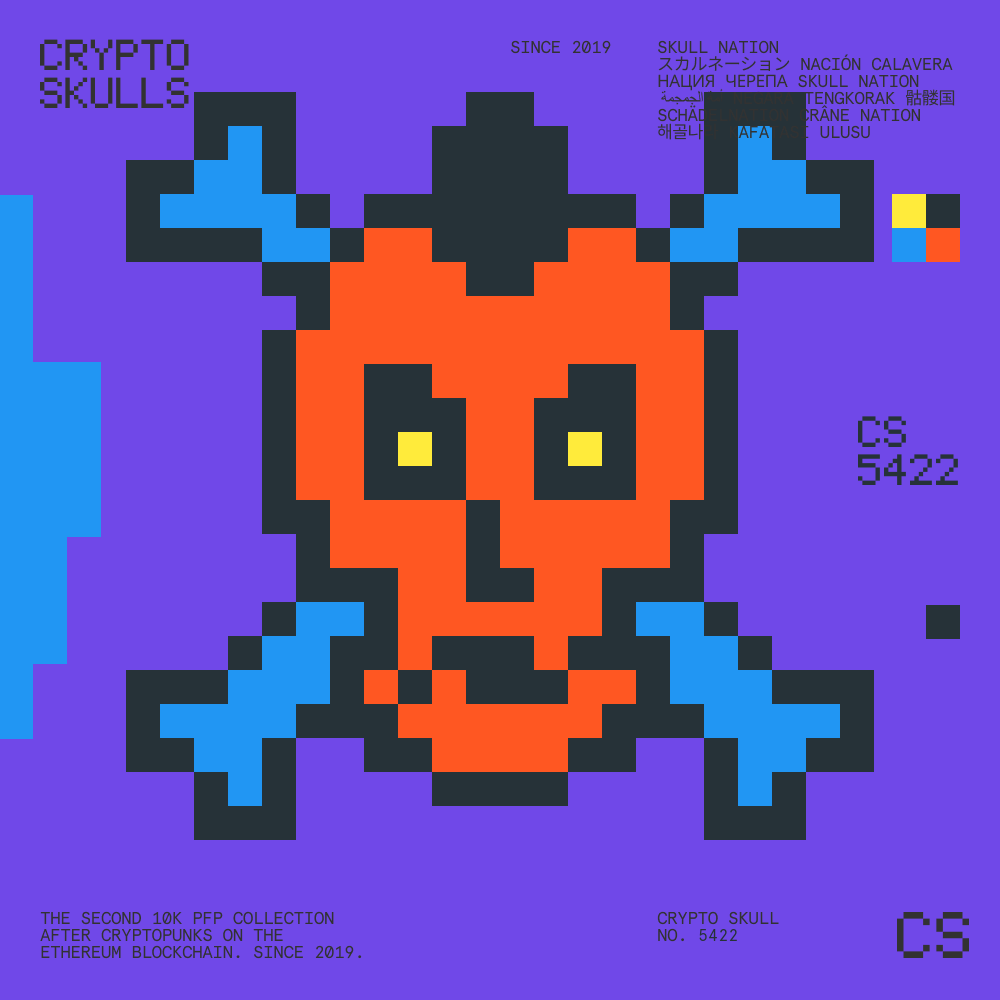 CRYPTO
SKULLS
SINCE 2019
SKULL NATION
スカルネーション NACIÓN CALAVERA
НАЦИЯ ЧЕРЕПА SKULL NATION
TENGKORAK 骷髅国
CRÂNE NATION
해골나 ULUSU
CS
5422
THE SECOND 10K PFP COLLECTION
AFTER CRYPTOPUNKS ON THE
ETHEREUM BLOCKCHAIN. SINCE 2019.
CRYPTO SKULL
NO. 5422
CS